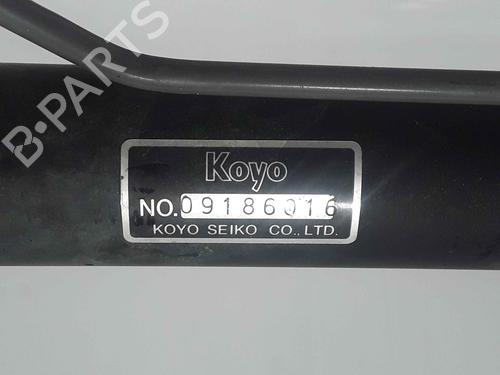 B·PARTS
Koyo
NO. 09186016
KOYO SEIKO CO., LTD.